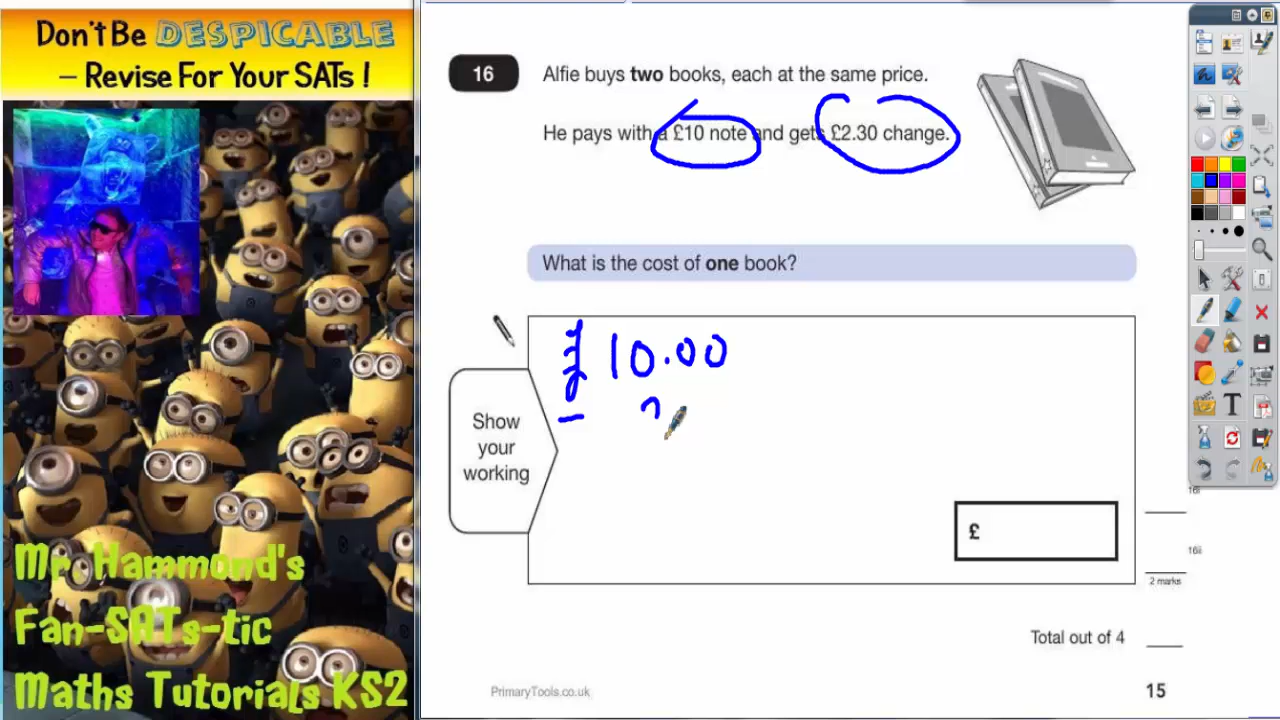 Don't Be DESPICABLE
– Revise For Your SATs !
Mr. Hammond's
Fan-SATs-tic
Maths Tutorials KS2
16
Alfie buys two books, each at the same price.
He pays with a £10 note and gets £2.30 change.
What is the cost of one book?
Show
your
working
£ 10.00
–
£
16i
16ii
2 marks
Total out of 4
PrimaryTools.co.uk
15